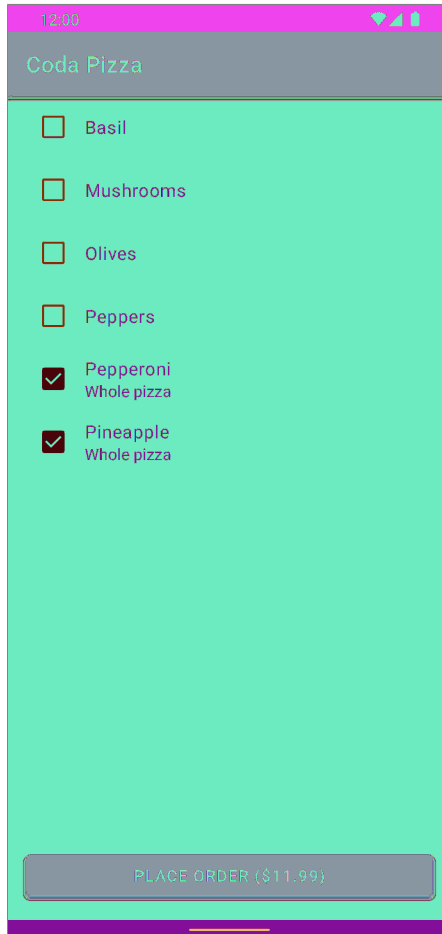 12:00
Coda Pizza
Basil
Mushrooms
Olives
Peppers
Pepperoni
Whole pizza
Pineapple
Whole pizza
PLACE ORDER ($11.99)